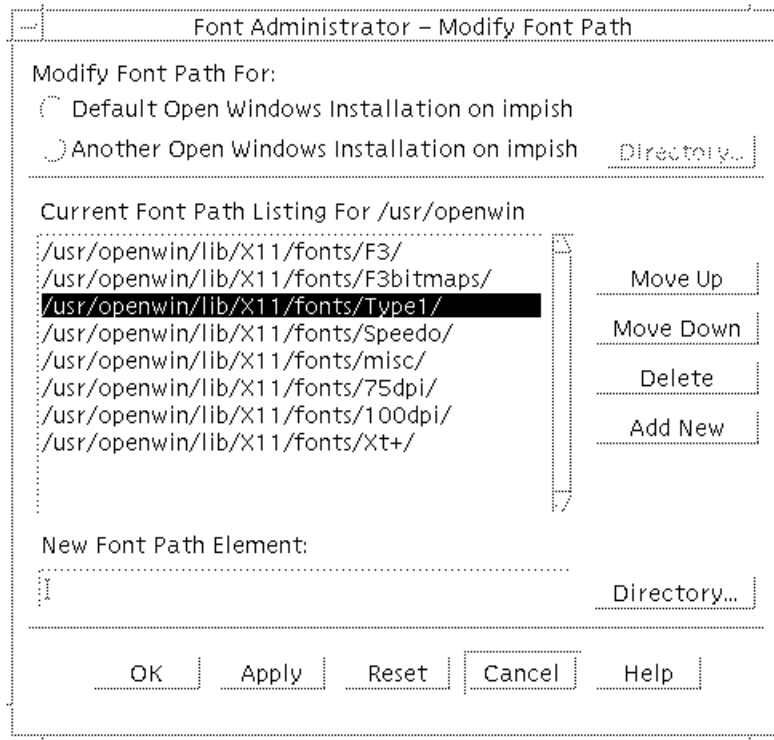 Font Administrator – Modify Font Path
Modify Font Path For:
Default Open Windows Installation on impish
Another Open Windows Installation on impish
Directory...
Current Font Path Listing For /usr/openwin
/usr/openwin/lib/X11/fonts/F3/
/usr/openwin/lib/X11/fonts/F3bitmaps/
/usr/openwin/lib/X11/fonts/Type1/
/usr/openwin/lib/X11/fonts/Speedo/
/usr/openwin/lib/X11/fonts/misc/
/usr/openwin/lib/X11/fonts/75dpi/
/usr/openwin/lib/X11/fonts/100dpi/
/usr/openwin/lib/X11/fonts/Xt+/
Move Up
Move Down
Delete
Add New
New Font Path Element:
Directory...
OK Apply Reset Cancel Help